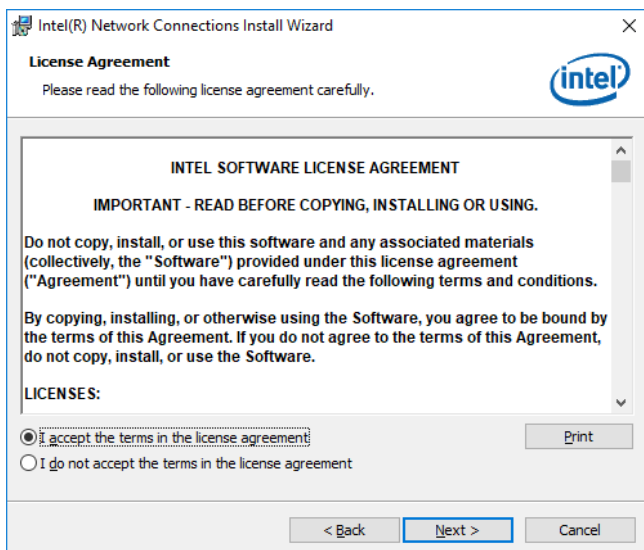 Intel(R) Network Connections Install Wizard
License Agreement
Please read the following license agreement carefully.
intel
INTEL SOFTWARE LICENSE AGREEMENT
IMPORTANT - READ BEFORE COPYING, INSTALLING OR USING.
Do not copy, install, or use this software and any associated materials
(collectively, the "Software") provided under this license agreement
("Agreement") until you have carefully read the following terms and conditions.
By copying, installing, or otherwise using the Software, you agree to be bound by
the terms of this Agreement. If you do not agree to the terms of this Agreement,
do not copy, install, or use the Software.
LICENSES:
I accept the terms in the license agreement
Print
I do not accept the terms in the license agreement
< Back
Next >
Cancel